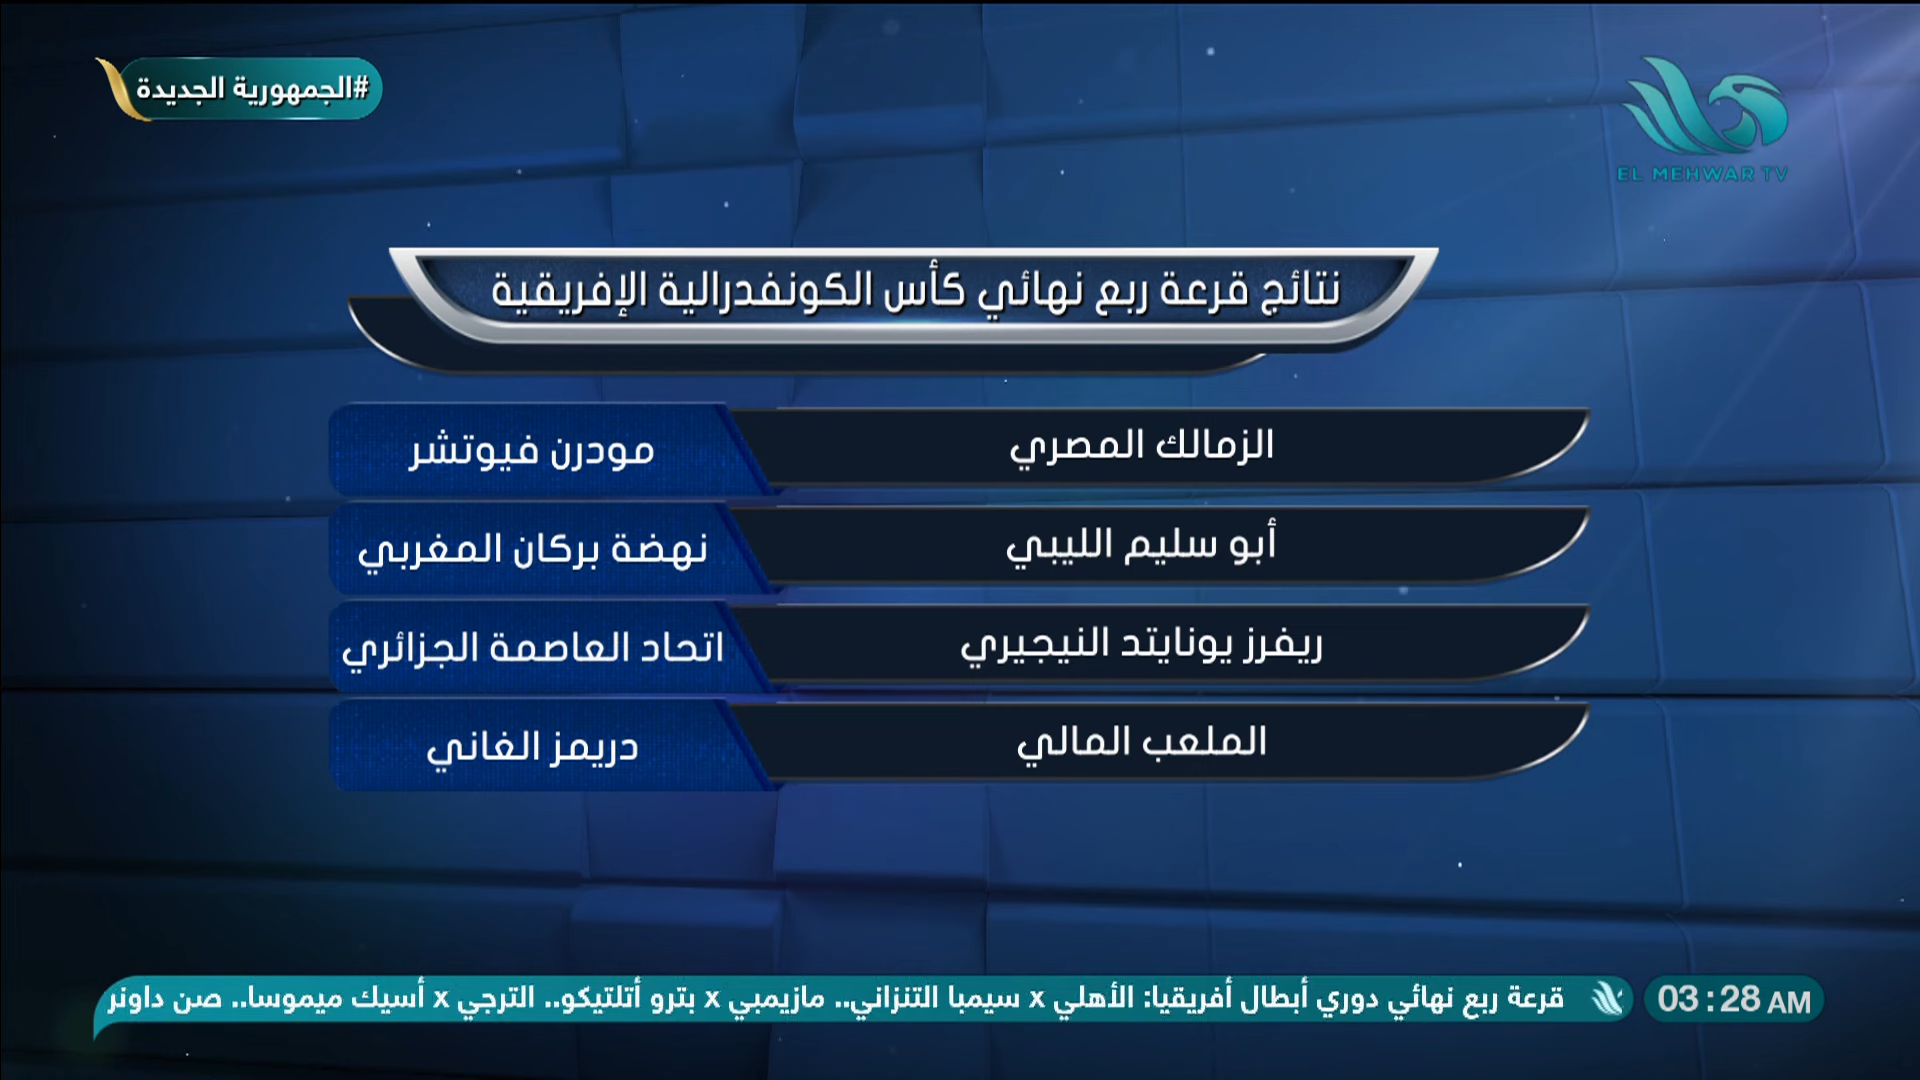 #الجمهورية الجديدة
EL MEHWAR TV
نتائج قرعة ربع نهائي كأس الكونفدرالية الإفريقية
الزمالك المصري
مودرن فيوتشر
أبو سليم الليبي
نهضة بركان المغربي
ريفرز يونايتد النيجيري
اتحاد العاصمة الجزائري
الملعب المالي
دريمز الغاني
قرعة ربع نهائي دوري أبطال أفريقيا: الأهلي x سيمبا التنزاني.. مازيمبي x بترو أتلتيكو.. الترجي x أسيك ميموسا.. صن داونر
03:28 AM